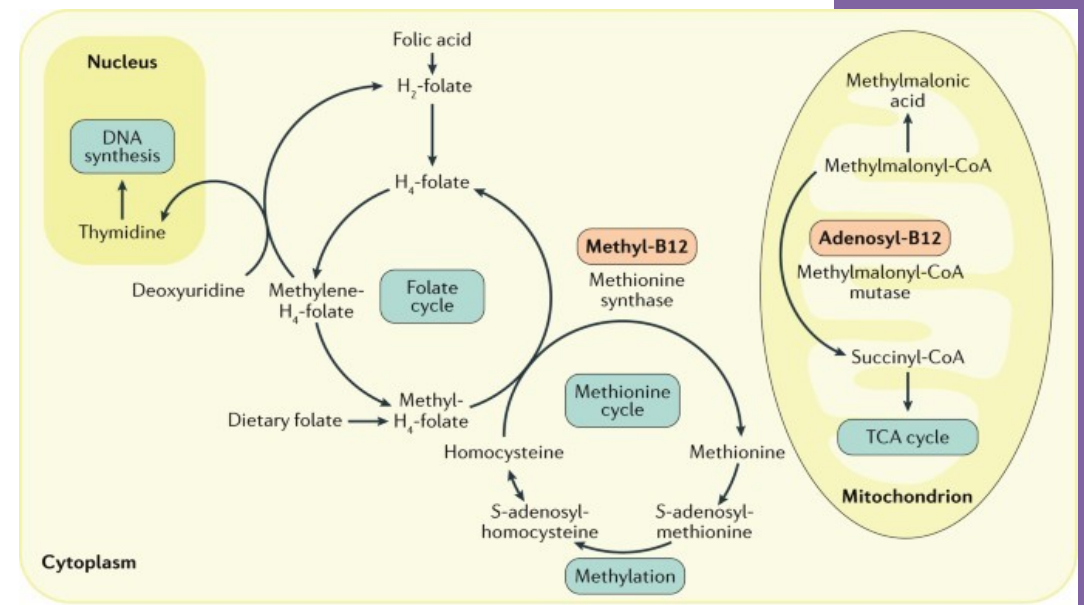 Folic acid
Nucleus
H₂-folate
Methylmalonic
acid
DNA
synthesis
Methylmalonyl-CoA
H₄-folate
Thymidine
Methyl-B12
Adenosyl-B12
Methionine
synthase
Methylmalonyl-CoA
mutase
Deoxyuridine
Methylene-
H₄-folate
Folate
cycle
Succinyl-CoA
Methionine
cycle
Dietary folate
Methyl-
H₄-folate
TCA cycle
Homocysteine
Methionine
Mitochondrion
S-adenosyl-
homocysteine
S-adenosyl-
methionine
Cytoplasm
Methylation